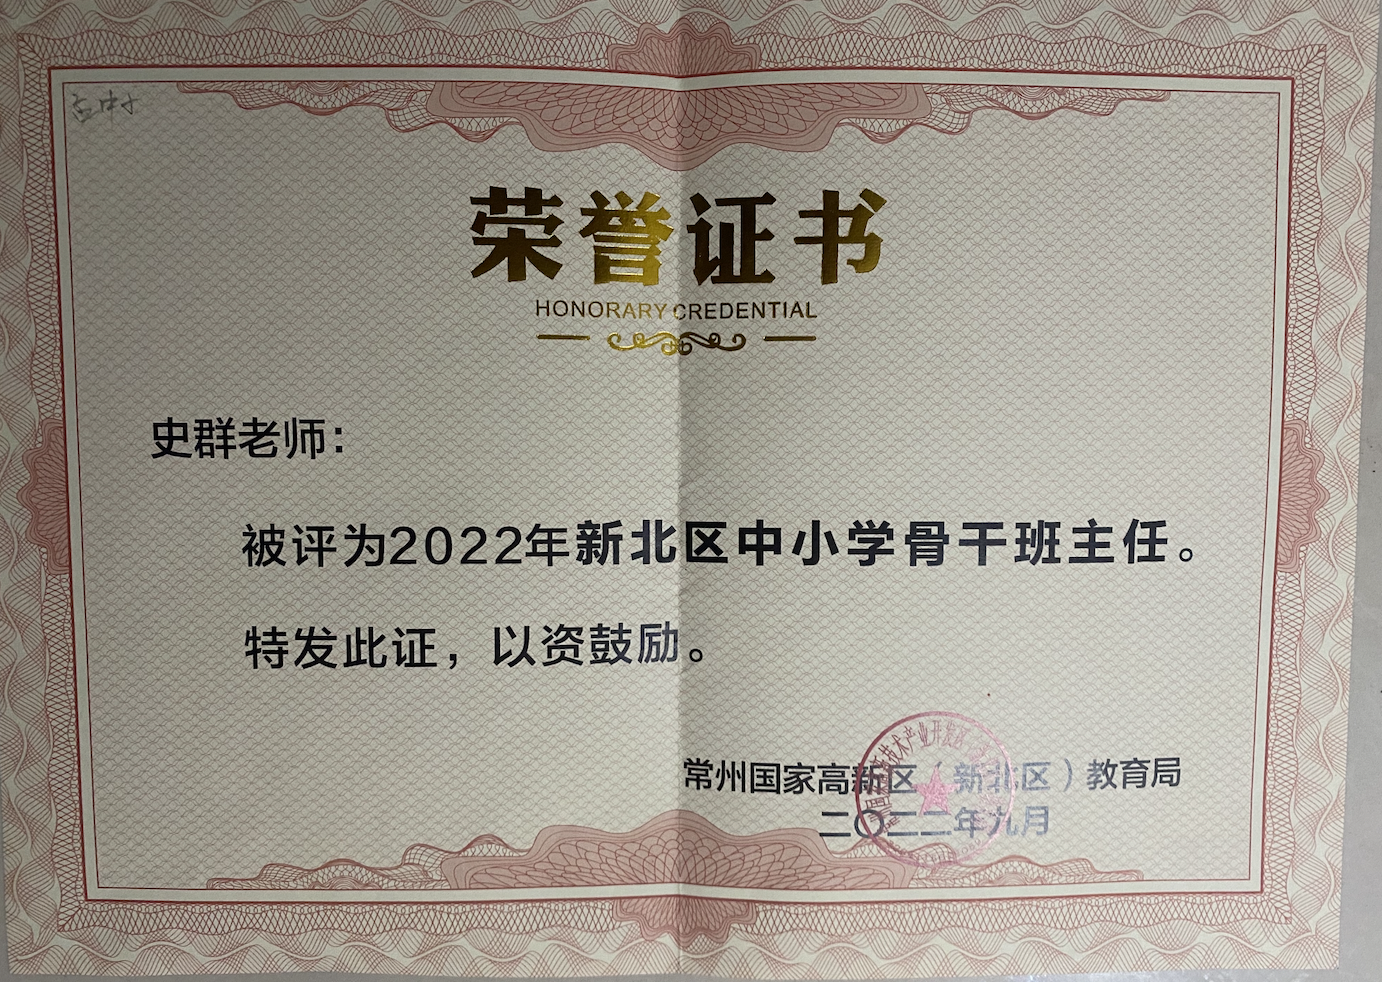 荣誉证书
HONORARY CREDENTIAL
史群老师：
被评为2022年新北区中小学骨干班主任。
特发此证，以资鼓励。
常州国家高新区（新北区）教育局
二〇二二年九月